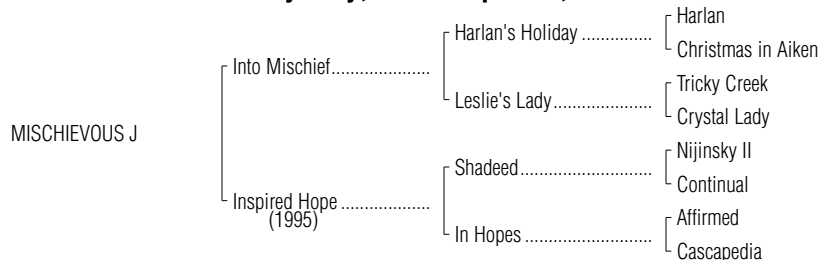 Harlan
Harlan's Holiday ................
Christmas in Aiken
Into Mischief.....................
Tricky Creek
Leslie's Lady.......................
Crystal Lady
MISCHIEVOUS J
Nijinsky II
Shadeed..............................
Continual
Inspired Hope ...................
(1995)
Affirmed
In Hopes .............................
Cascapedia